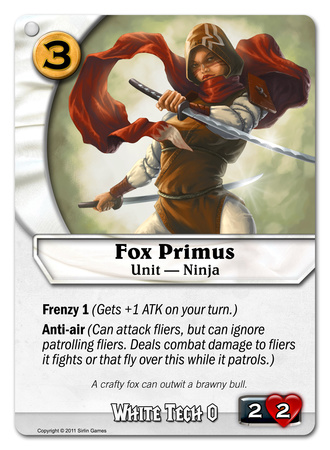 3
Fox Primus
Unit — Ninja
Frenzy 1 (Gets +1 ATK on your turn.)
Anti-air (Can attack fliers, but can ignore
patrolling fliers. Deals combat damage to fliers
it fights or that fly over this while it patrols.)
A crafty fox can outwit a brawny bull.
White Tech 0
2 2
Copyright © 2011 Sirlin Games